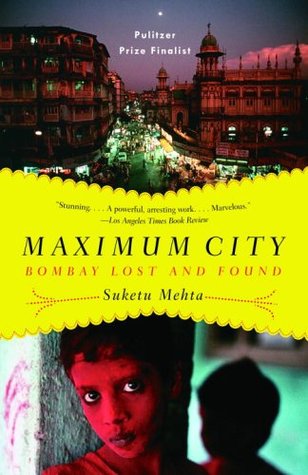 Pulitzer
Prize Finalist
"Stunning. . . . A powerful, arresting work. . . . Marvelous."
—Los Angeles Times Book Review
MAXIMUM CITY
BOMBAY LOST AND FOUND
Suketu Mehta